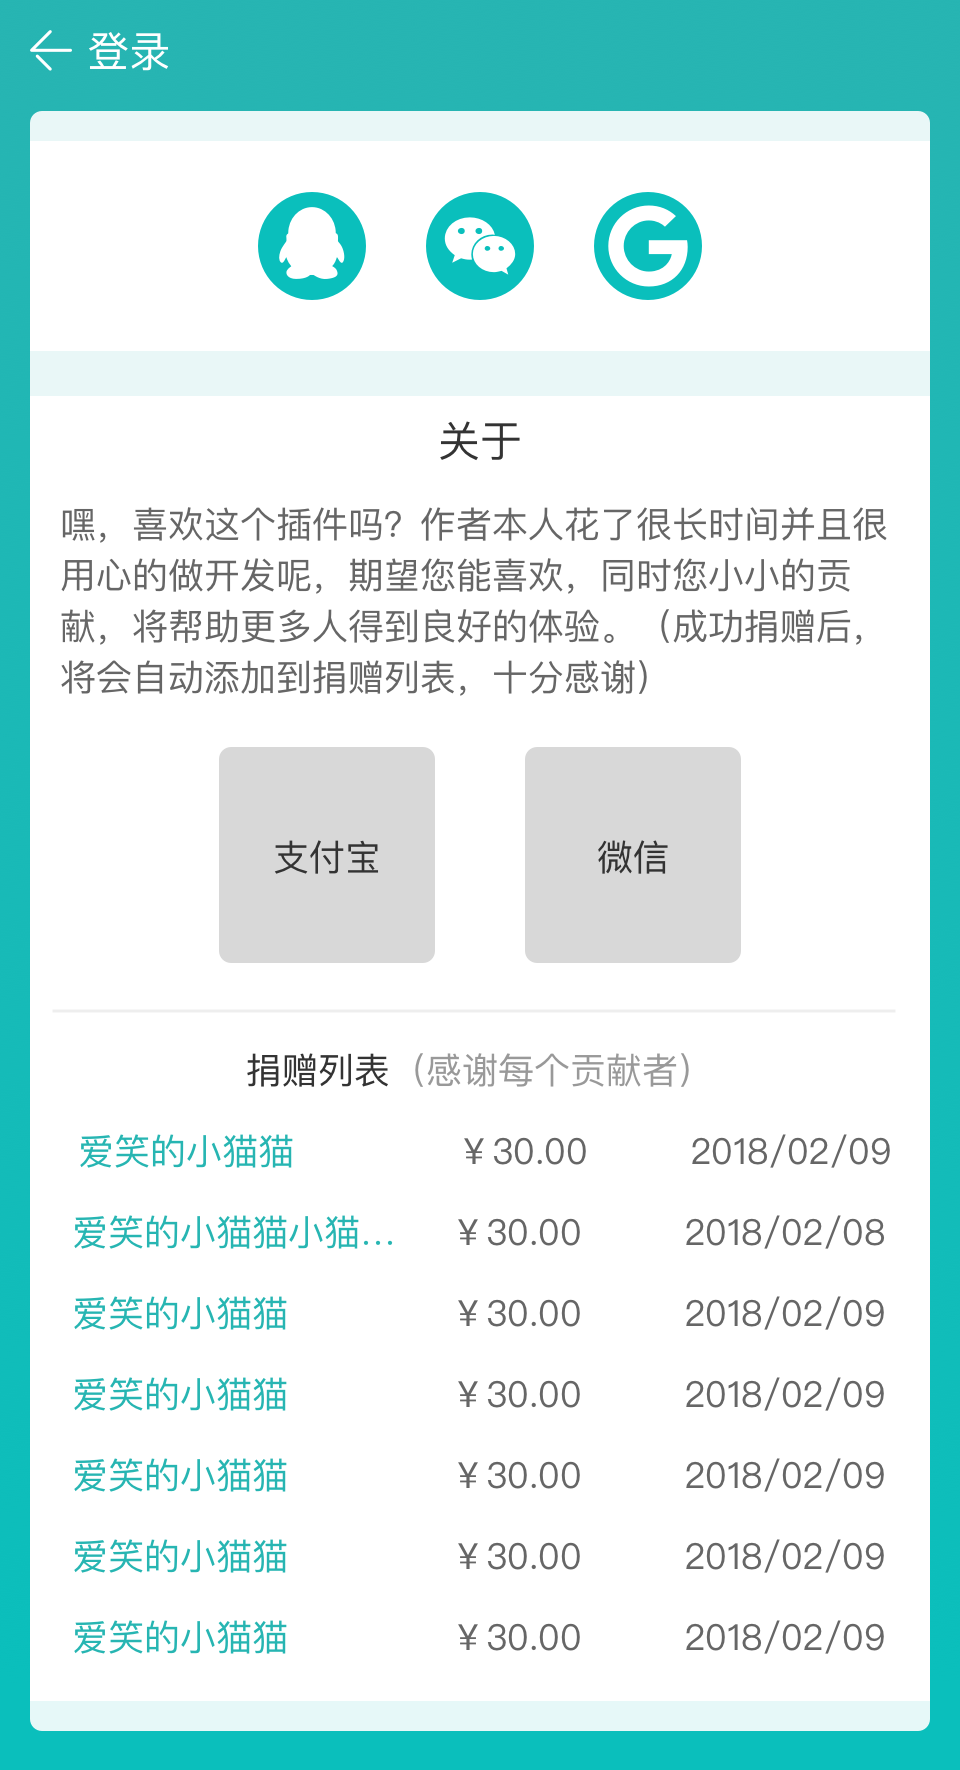 登录
关于
嘿，喜欢这个插件吗？作者本人花了很长时间并且很
用心的做开发呢，期望您能喜欢，同时您小小的贡
献，将帮助更多人得到良好的体验。（成功捐赠后，
将会自动添加到捐赠列表，十分感谢）
支付宝 微信
捐赠列表（感谢每个贡献者）
爱笑的小猫猫 ¥ 30.00 2018/02/09
爱笑的小猫猫小猫... ¥ 30.00 2018/02/08
爱笑的小猫猫 ¥ 30.00 2018/02/09
爱笑的小猫猫 ¥ 30.00 2018/02/09
爱笑的小猫猫 ¥ 30.00 2018/02/09
爱笑的小猫猫 ¥ 30.00 2018/02/09
爱笑的小猫猫 ¥ 30.00 2018/02/09